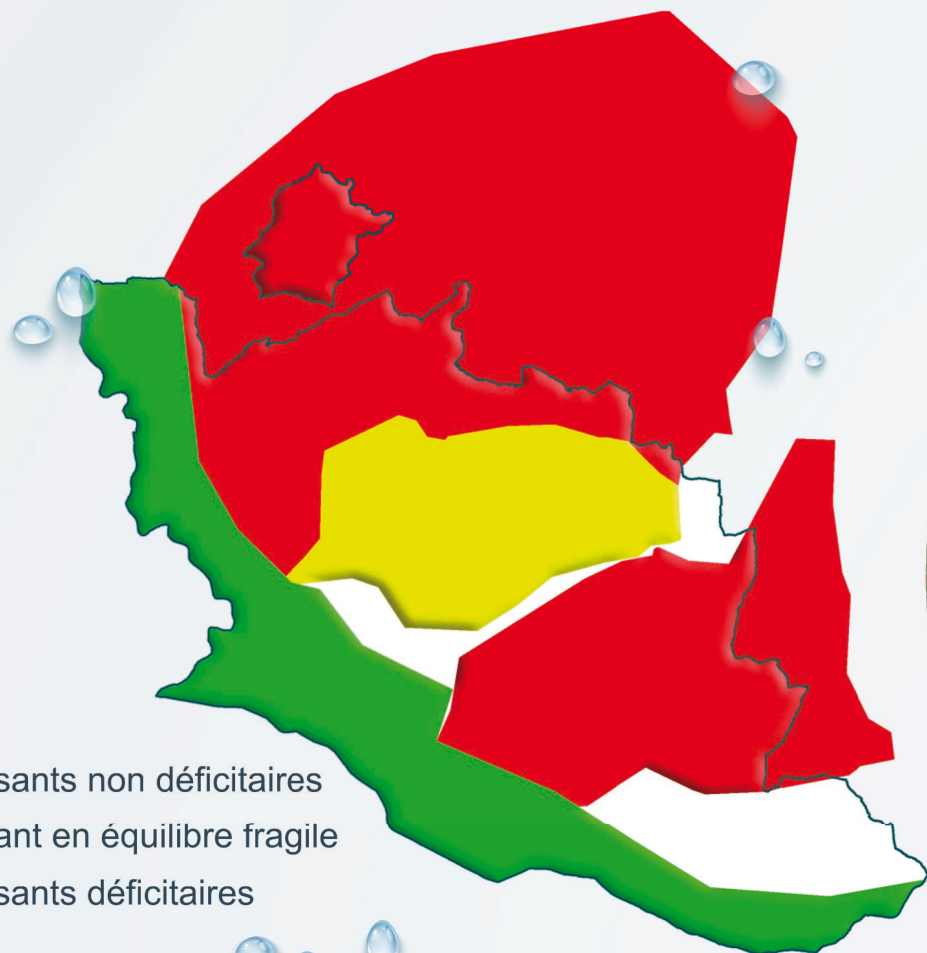 sants non déficitaires
ant en équilibre fragile
sants déficitaires